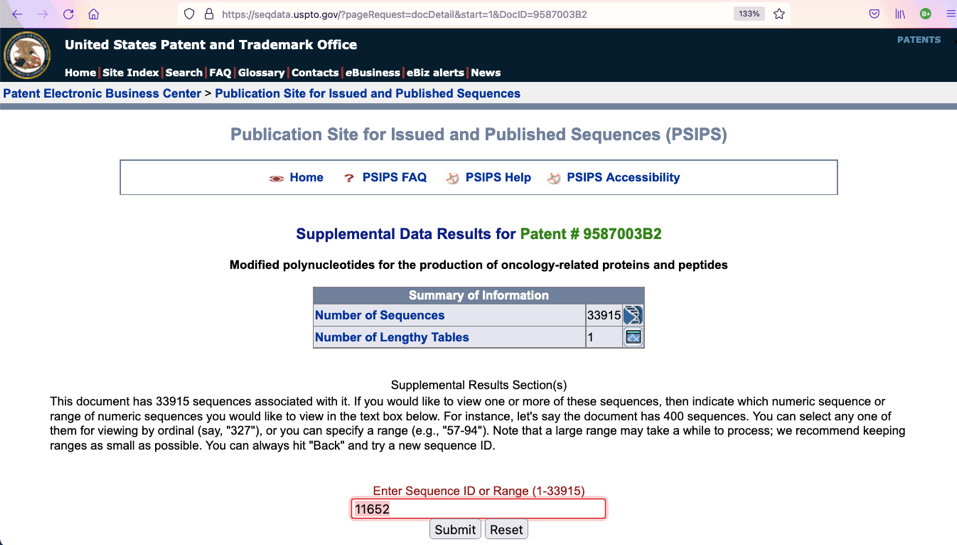 https://seqdata.uspto.gov/?pageRequest=docDetail&start=1&DocID=9587003B2
133%
United States Patent and Trademark Office
PATENTS
Home | Site Index | Search | FAQ | Glossary | Contacts | eBusiness | eBiz alerts | News
Patent Electronic Business Center > Publication Site for Issued and Published Sequences
Publication Site for Issued and Published Sequences (PSIPS)
Home ? PSIPS FAQ PSIPS Help PSIPS Accessibility
Supplemental Data Results for Patent # 9587003B2
Modified polynucleotides for the production of oncology-related proteins and peptides
Summary of Information
Number of Sequences 33915
Number of Lengthy Tables 1
Supplemental Results Section(s)
This document has 33915 sequences associated with it. If you would like to view one or more of these sequences, then indicate which numeric sequence or
range of numeric sequences you would like to view in the text box below. For instance, let's say the document has 400 sequences. You can select any one of
them for viewing by ordinal (say, "327"), or you can specify a range (e.g., "57-94"). Note that a large range may take a while to process; we recommend keeping
ranges as small as possible. You can always hit "Back" and try a new sequence ID.
Enter Sequence ID or Range (1-33915)
11652
Submit Reset